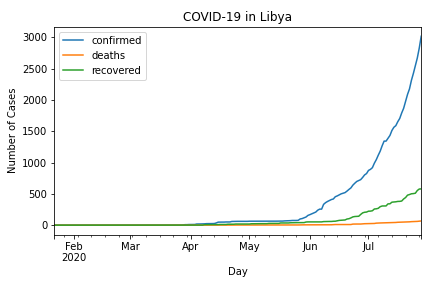 COVID-19 in Libya
confirmed
deaths
recovered
Number of Cases
3000
2500
2000
1500
1000
500
0
Feb
2020
Mar
Apr
May
Jun
Jul
Day